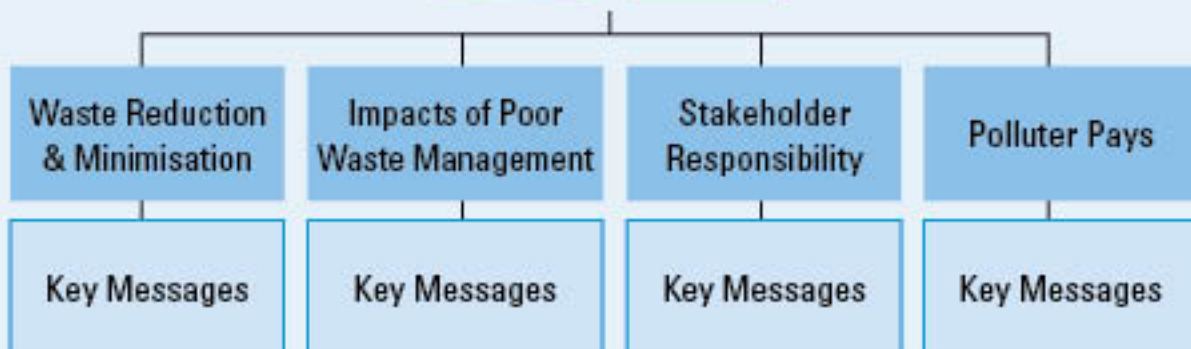 Waste Reduction
& Minimisation
Impacts of Poor
Waste Management
Stakeholder
Responsibility
Polluter Pays
Key Messages
Key Messages
Key Messages
Key Messages